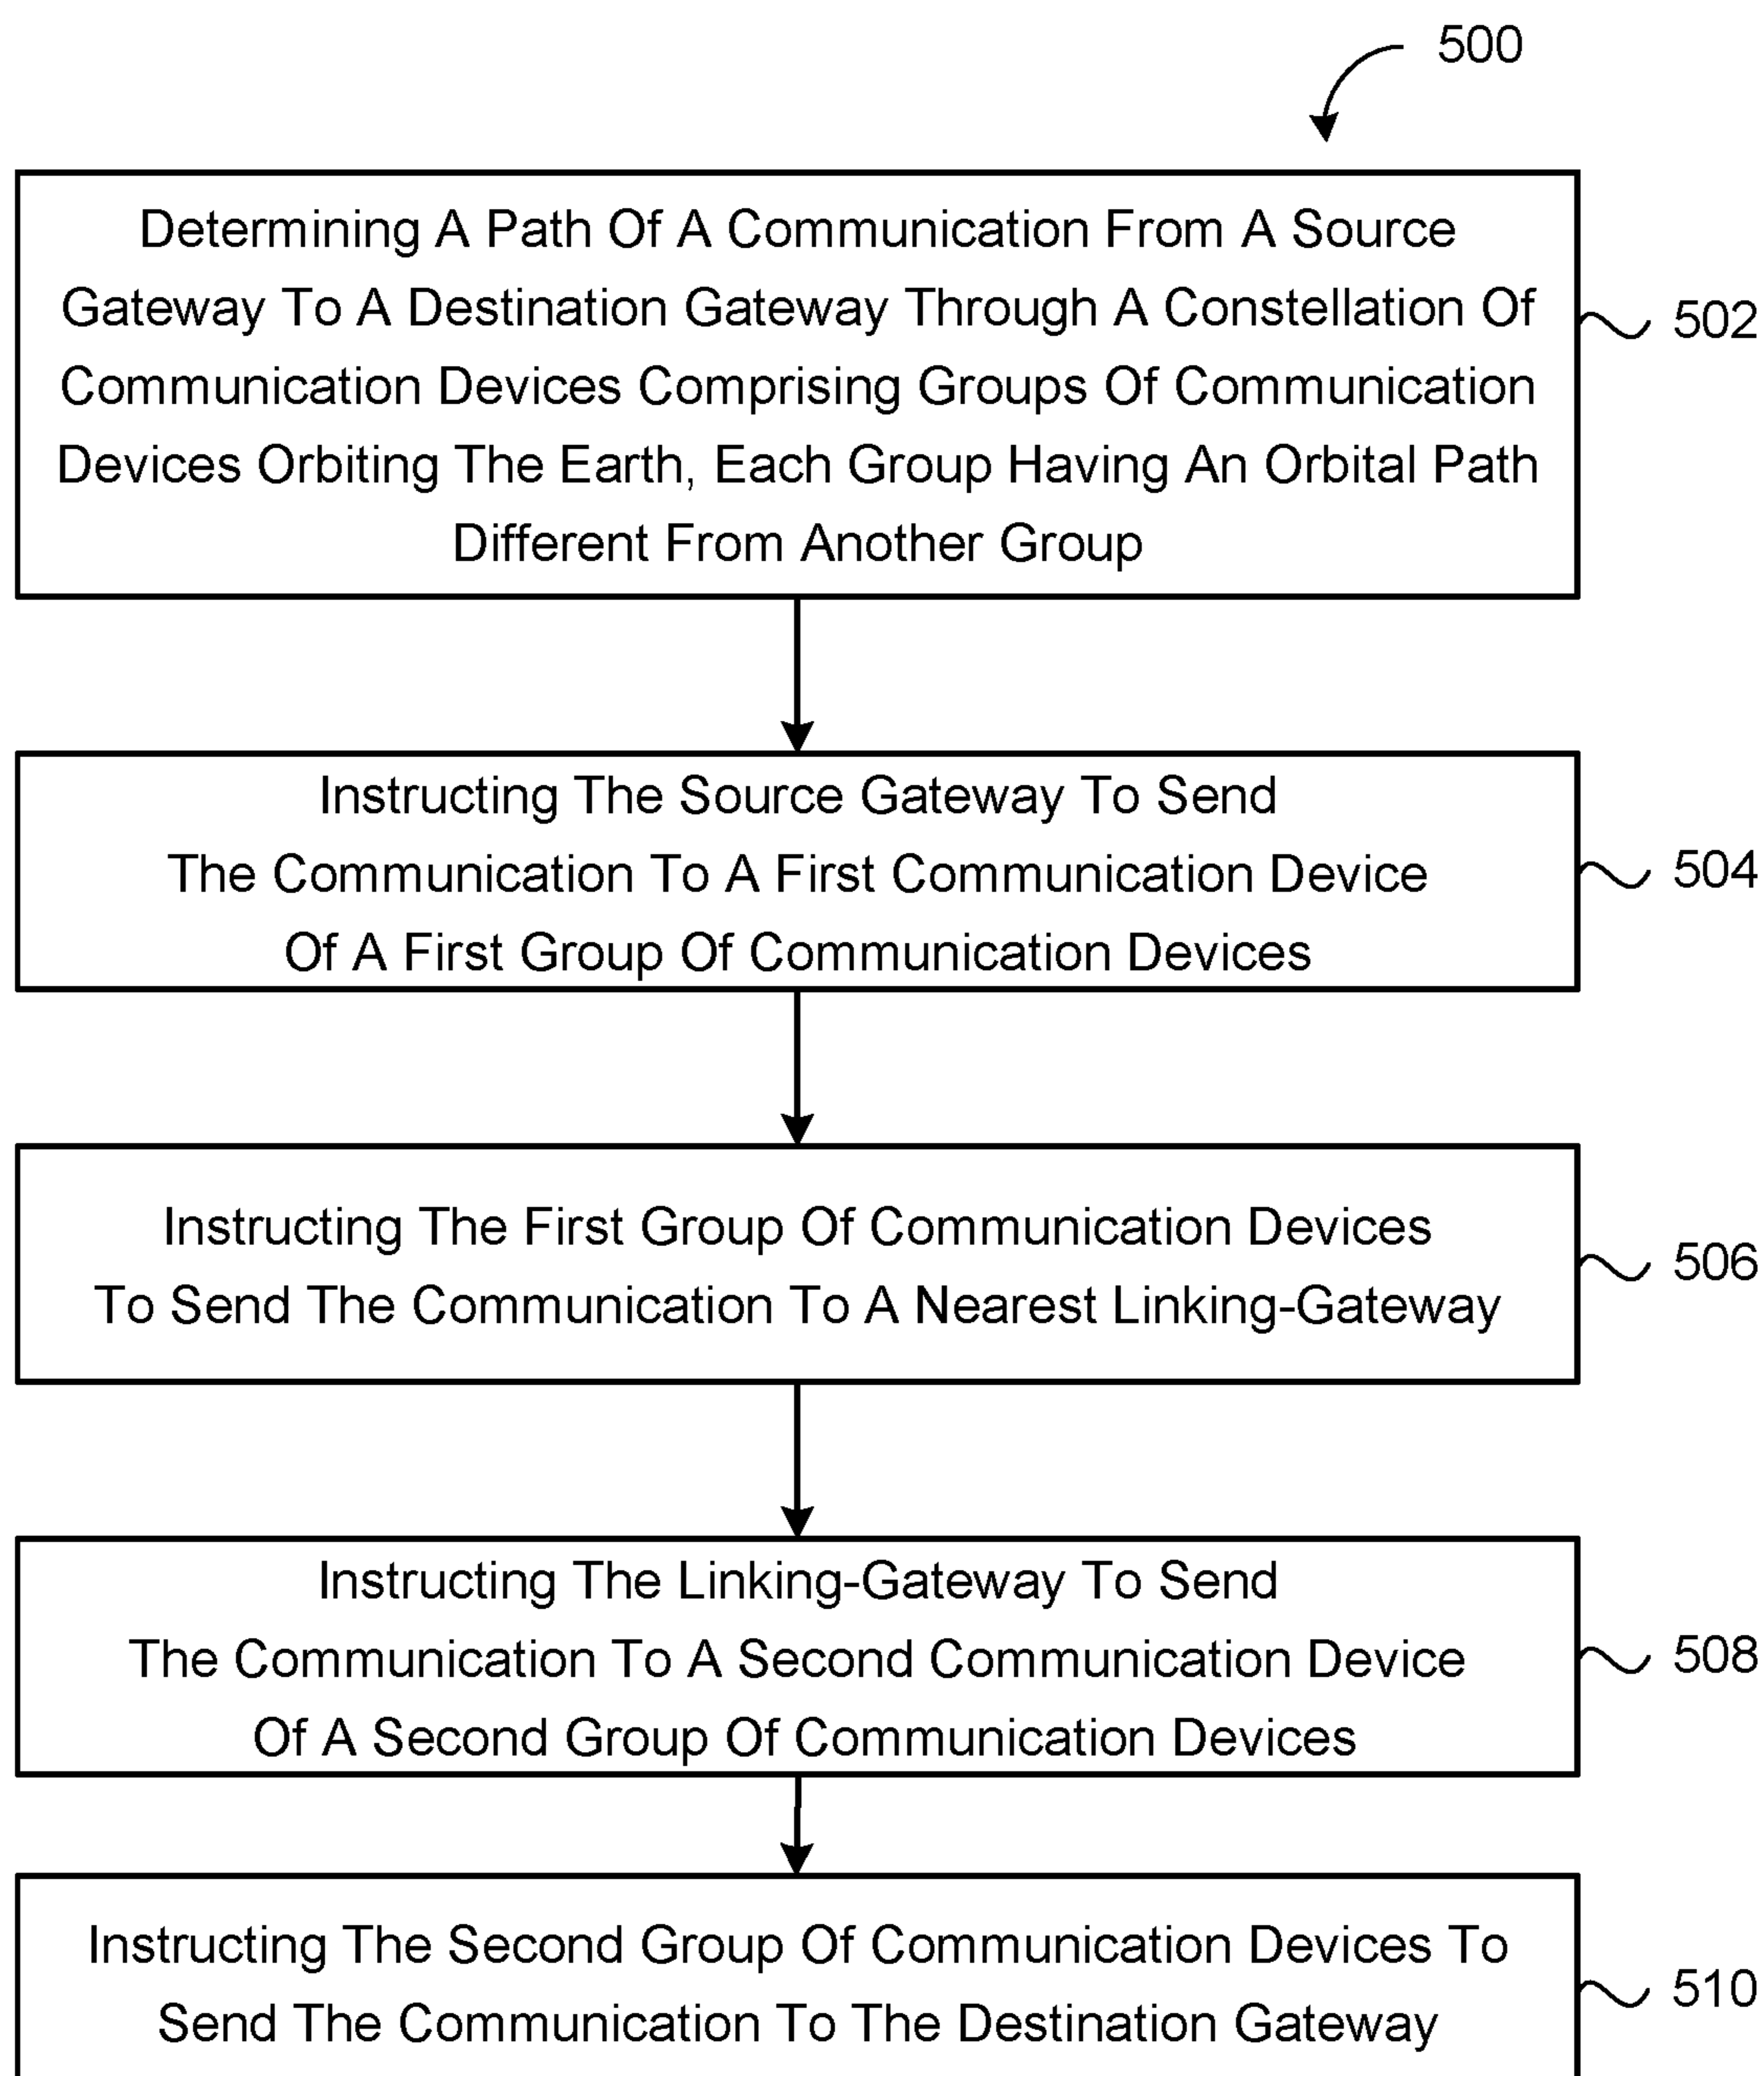 500
Determining A Path Of A Communication From A Source
Gateway To A Destination Gateway Through A Constellation Of
Communication Devices Comprising Groups Of Communication
Devices Orbiting The Earth, Each Group Having An Orbital Path
Different From Another Group
502
Instructing The Source Gateway To Send
The Communication To A First Communication Device
Of A First Group Of Communication Devices
504
Instructing The First Group Of Communication Devices
To Send The Communication To A Nearest Linking-Gateway
506
Instructing The Linking-Gateway To Send
The Communication To A Second Communication Device
Of A Second Group Of Communication Devices
508
Instructing The Second Group Of Communication Devices To
Send The Communication To The Destination Gateway
510